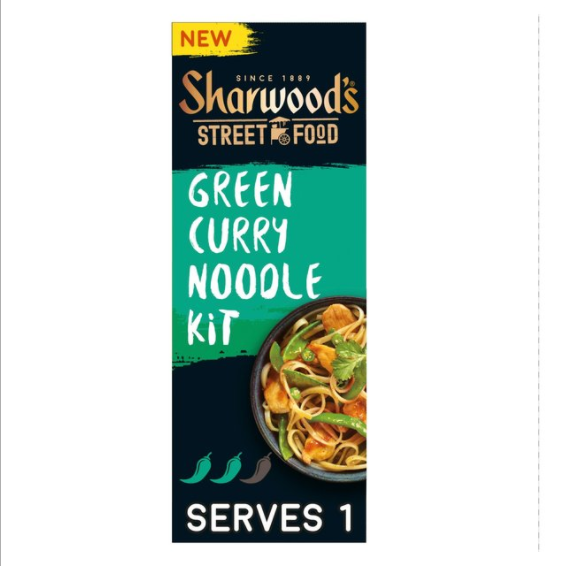 NEW
SINCE 1889
Sharwood's®
STREET FOOD
GREEN
CURRY
NOODLE
KiT
SERVES 1